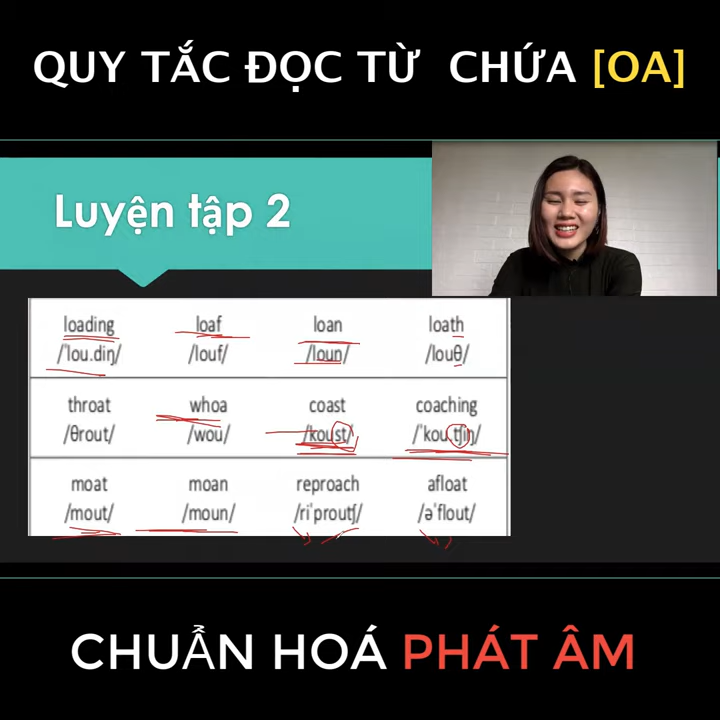 QUY TẮC ĐỌC TỪ CHỨA [OA]
Luyện tập 2
loading loaf loan loath
/ˈlou.diŋ/ /louf/ /loun/ /louθ/
throat whoa coast coaching
/θrout/ /wou/ /koust/ /ˈkou.tʃiŋ/
moat moan reproach afloat
/mout/ /moun/ /riˈproutʃ/ /əˈflout/
CHUẨN HOÁ PHÁT ÂM